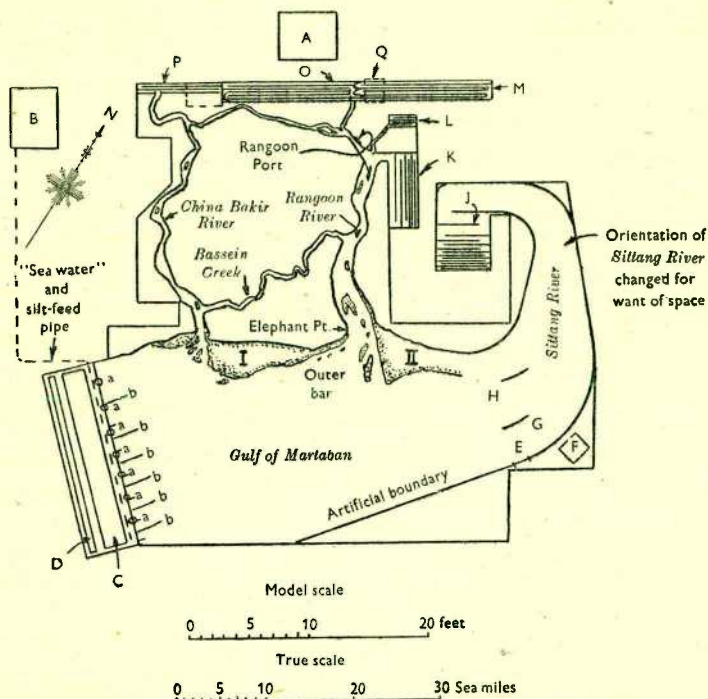 A
P
Q
O
M
B
N
L
Rangoon
Port
K
China Bakir
River
Rangoon
River
J
Orientation of
Sittang River
changed for
want of space
Bassein
Creek
Sittang River
"Sea water"
and
silt-feed
pipe
Elephant Pt.
I
II
Outer
bar
H
a
b
a
b
a
b
a
b
a
b
a
b
a
G
E
F
Gulf of Martaban
Artificial boundary
D
C
Model scale
0 5 10 20 feet
True scale
0 5 10 20 30 Sea miles